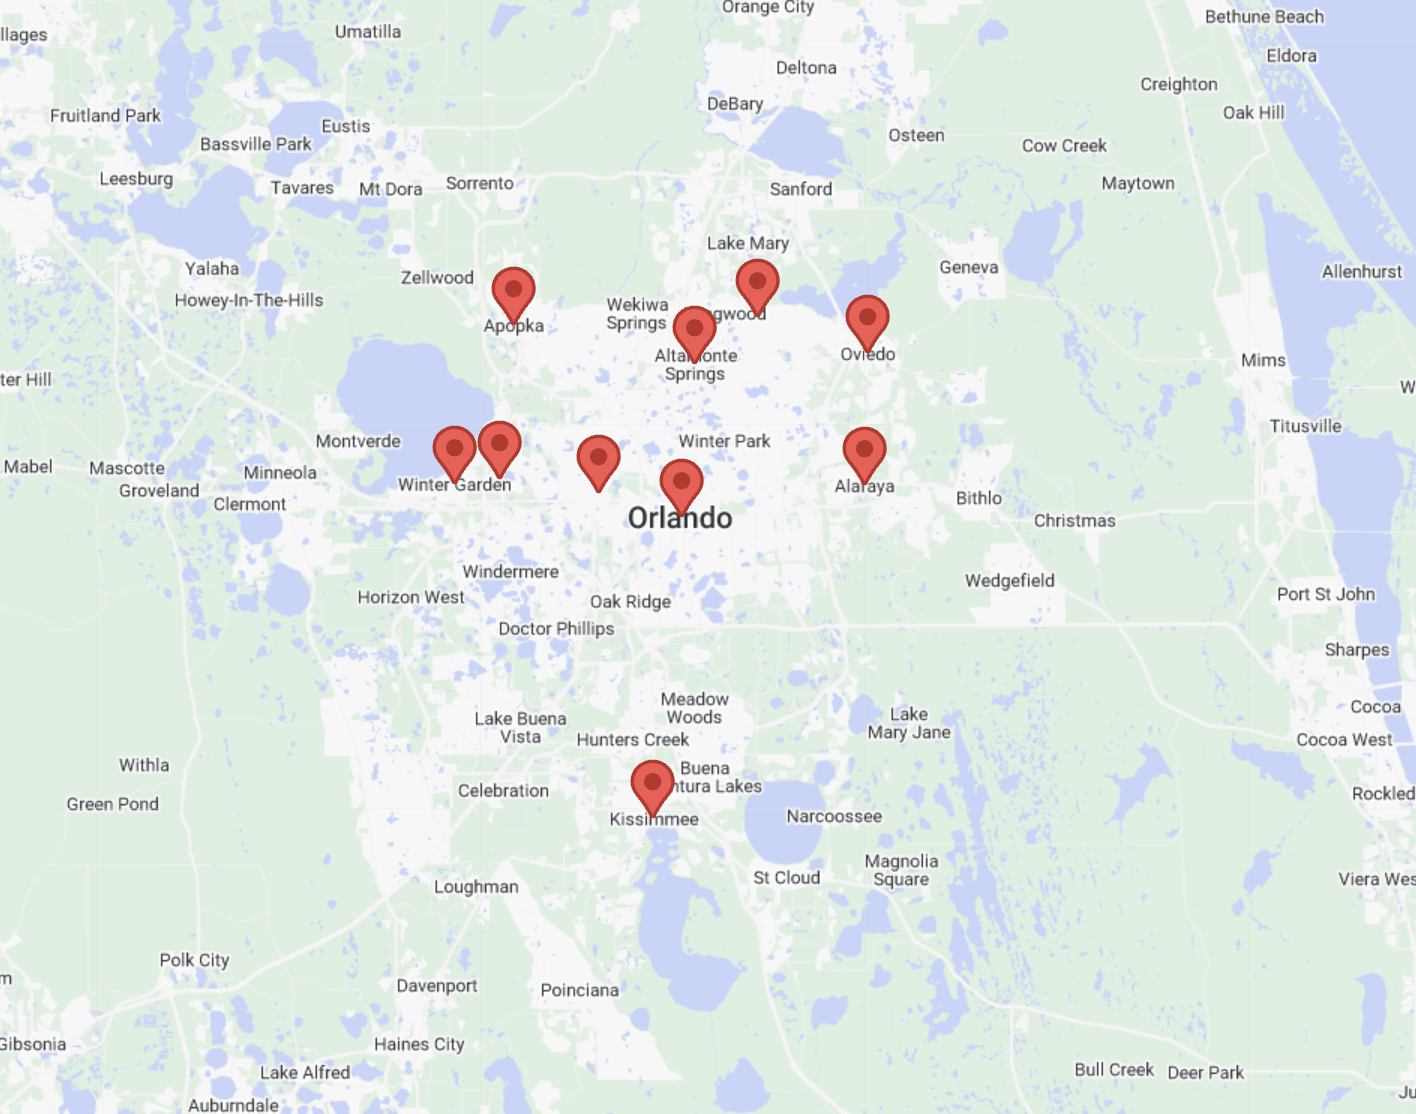 Orange City
Bethune Beach
llages
Umatilla
Eldora
Deltona
Creighton
DeBary
Oak Hill
Fruitland Park
Eustis
Osteen
Bassville Park
Cow Creek
Leesburg
Tavares
Mt Dora
Sorrento
Sanford
Maytown
Lake Mary
Yalaha
Zellwood
Geneva
Allenhurst
Howey-In-The-Hills
Wekiwa
Springs
gwood
Apopka
Altamonte
Springs
Oviedo
Mims
ter Hill
W
Titusville
Montverde
Winter Park
Mabel
Mascotte
Minneola
Groveland
Clermont
Winter Garden
Alafaya
Bithlo
Orlando
Christmas
Windermere
Wedgefield
Horizon West
Oak Ridge
Port St John
Doctor Phillips
Sharpes
Meadow
Woods
Cocoa
Lake Buena
Vista
Lake
Mary Jane
Hunters Creek
Cocoa West
Withla
Buena
ntura Lakes
Celebration
Rockled
Green Pond
Kissimmee
Narcoossee
Magnolia
Square
St Cloud
Viera Wes
Loughman
Polk City
m
Davenport
Poinciana
Gibsonia
Haines City
Lake Alfred
Bull Creek
Deer Park
Ju
Auburndale